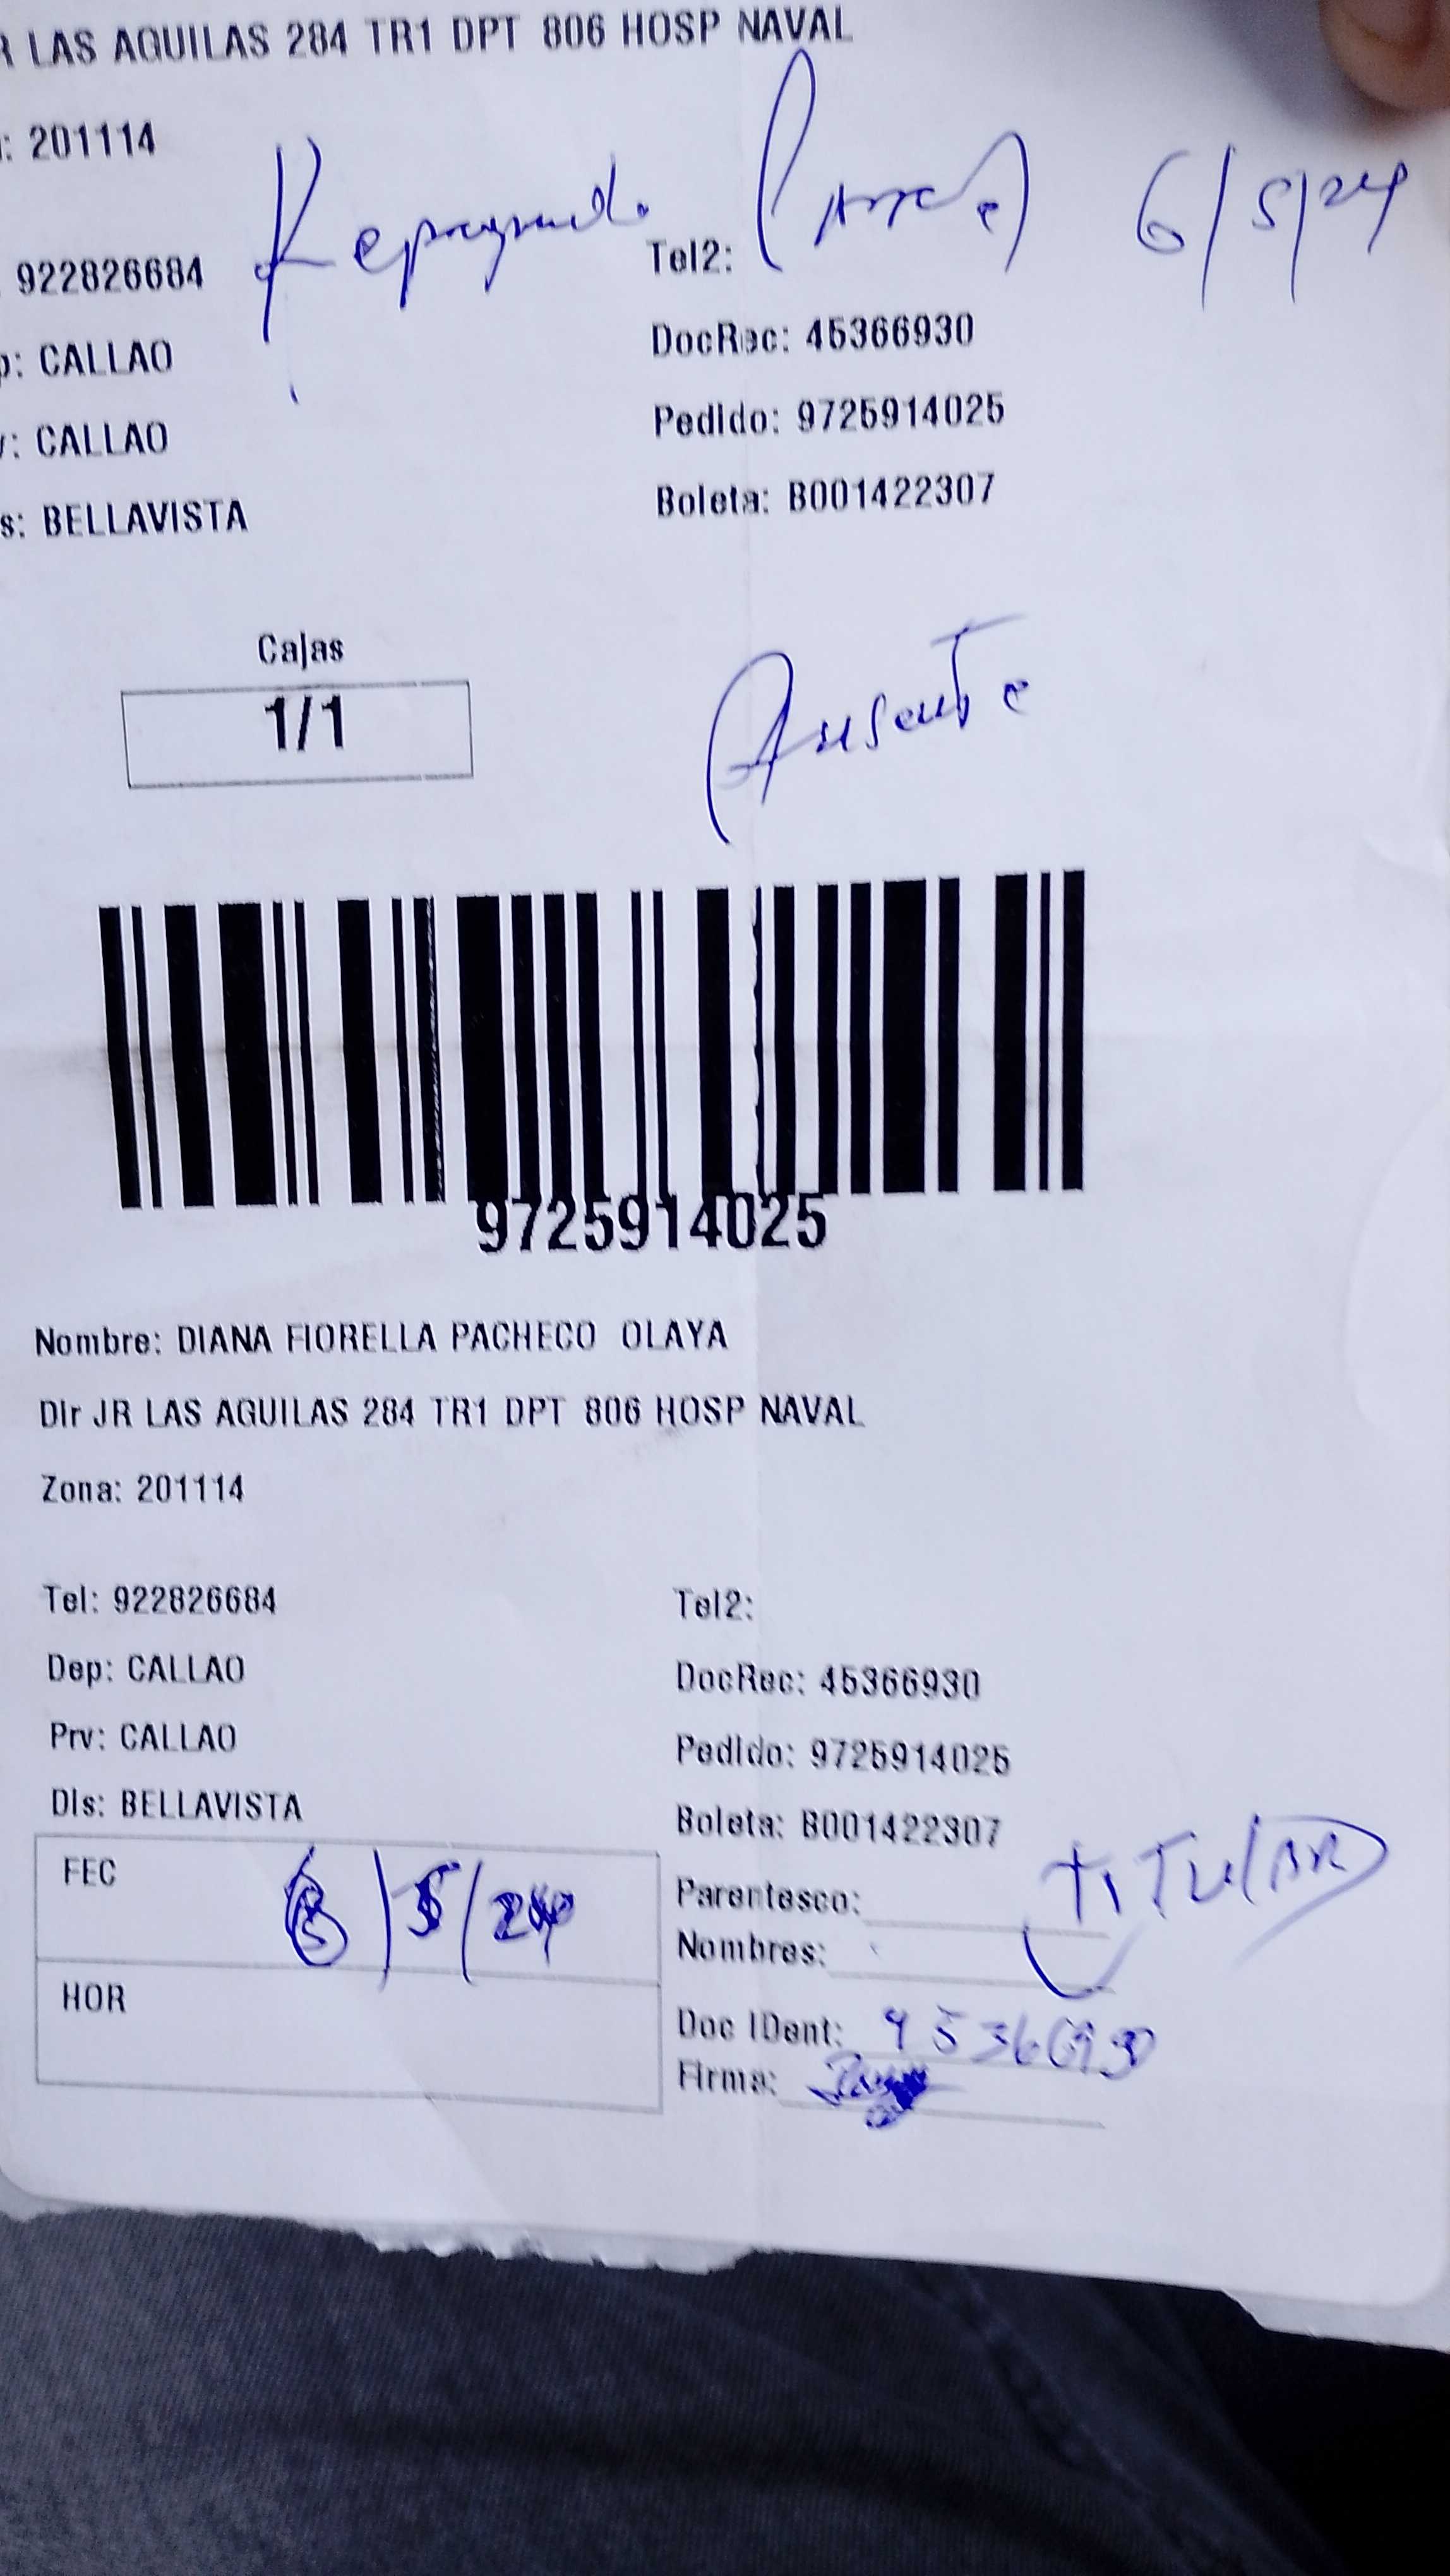 R LAS AGUILAS 284 TR1 DPT 806 HOSP NAVAL
: 201114
6/5/24
922826684 Tel2:
p: CALLAO DocRec: 45366930
v: CALLAO Pedido: 9725914025
s: BELLAVISTA Boleta: B001422307
Cajas
1/1
Ausente
9725914025
Nombre: DIANA FIORELLA PACHECO OLAYA
Dir JR LAS AGUILAS 284 TR1 DPT 806 HOSP NAVAL
Zona: 201114
Tel: 922826684 Tel2:
Dep: CALLAO DocRec: 45366930
Prv: CALLAO Pedido: 9725914025
Dis: BELLAVISTA Boleta: B001422307
FEC /5/24 Parentesco: TiTulAR
Nombres:
HOR Doc IDent: 45366930
Firma: